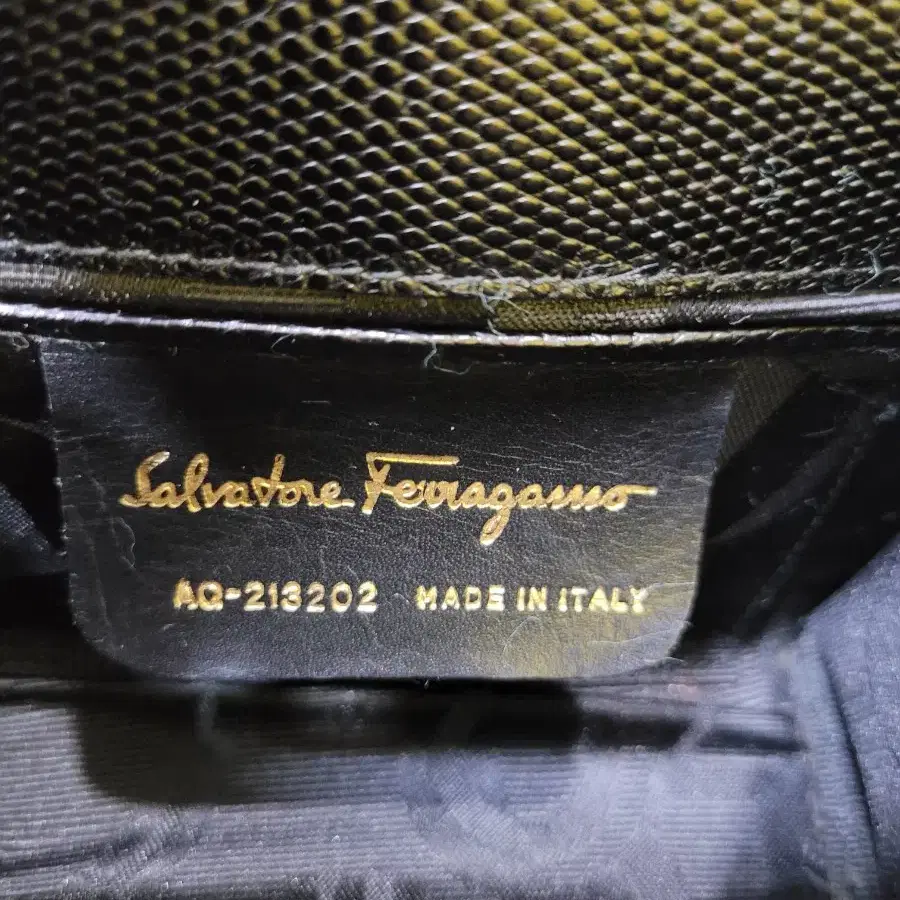 Salvatore Ferragamo
AQ-213202 MADE IN ITALY